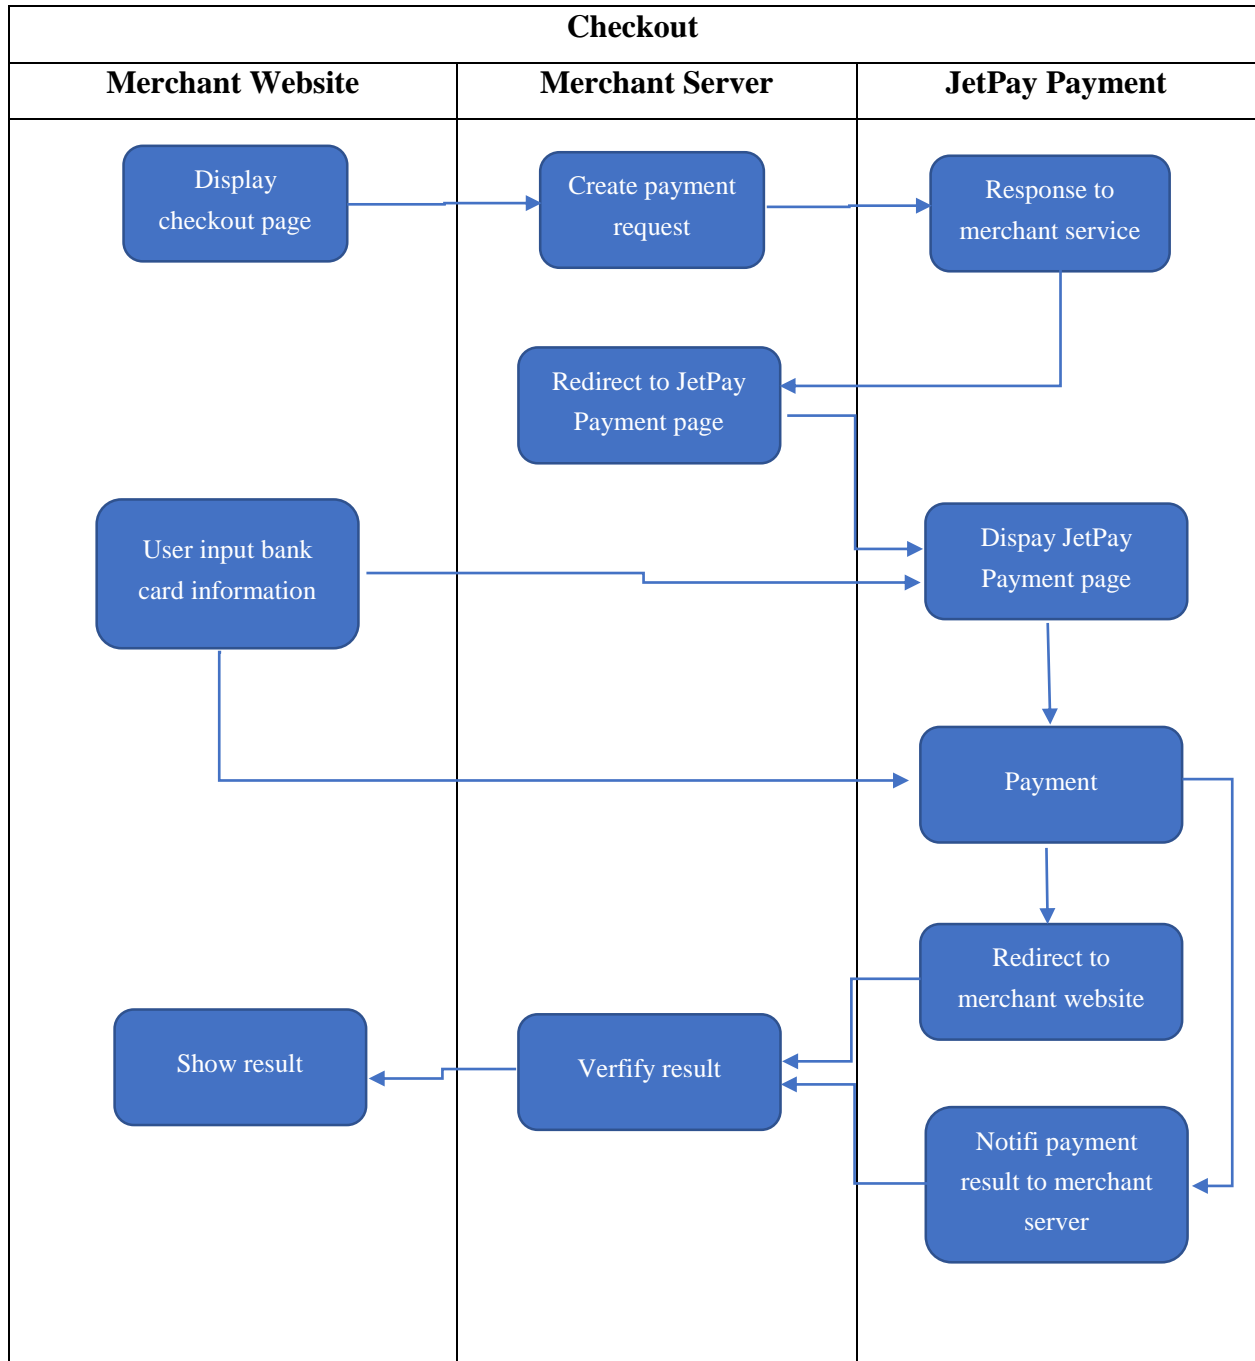 Checkout
Merchant Website
Merchant Server
JetPay Payment
Display
checkout page
Create payment
request
Response to
merchant service
Redirect to JetPay
Payment page
User input bank
card information
Dispay JetPay
Payment page
Payment
Redirect to
merchant website
Show result
Verfify result
Notifi payment
result to merchant
server